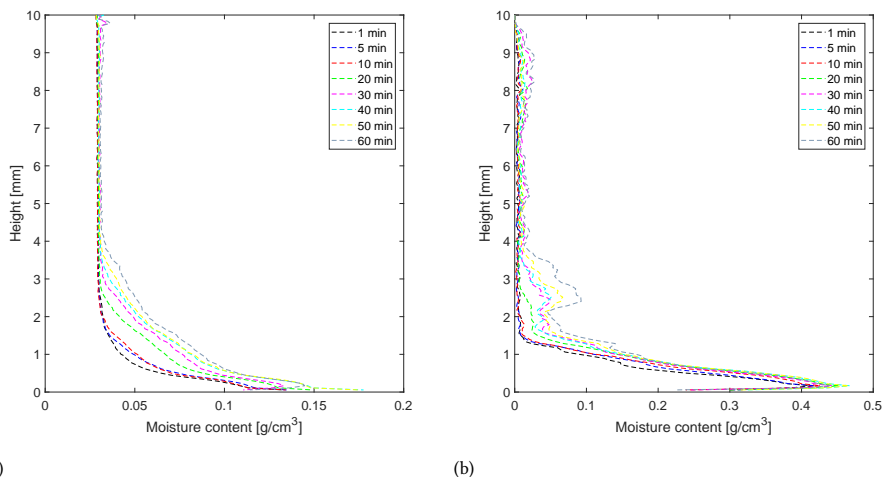 10
9
8
7
6
5
4
3
2
1
0
Height [mm]
0
0.05
0.1
0.15
0.2
Moisture content [g/cm³]
1 min
5 min
10 min
20 min
30 min
40 min
50 min
60 min
)
10
9
8
7
6
5
4
3
2
1
0
Height [mm]
0
0.1
0.2
0.3
0.4
0.5
Moisture content [g/cm³]
1 min
5 min
10 min
20 min
30 min
40 min
50 min
60 min
(b)